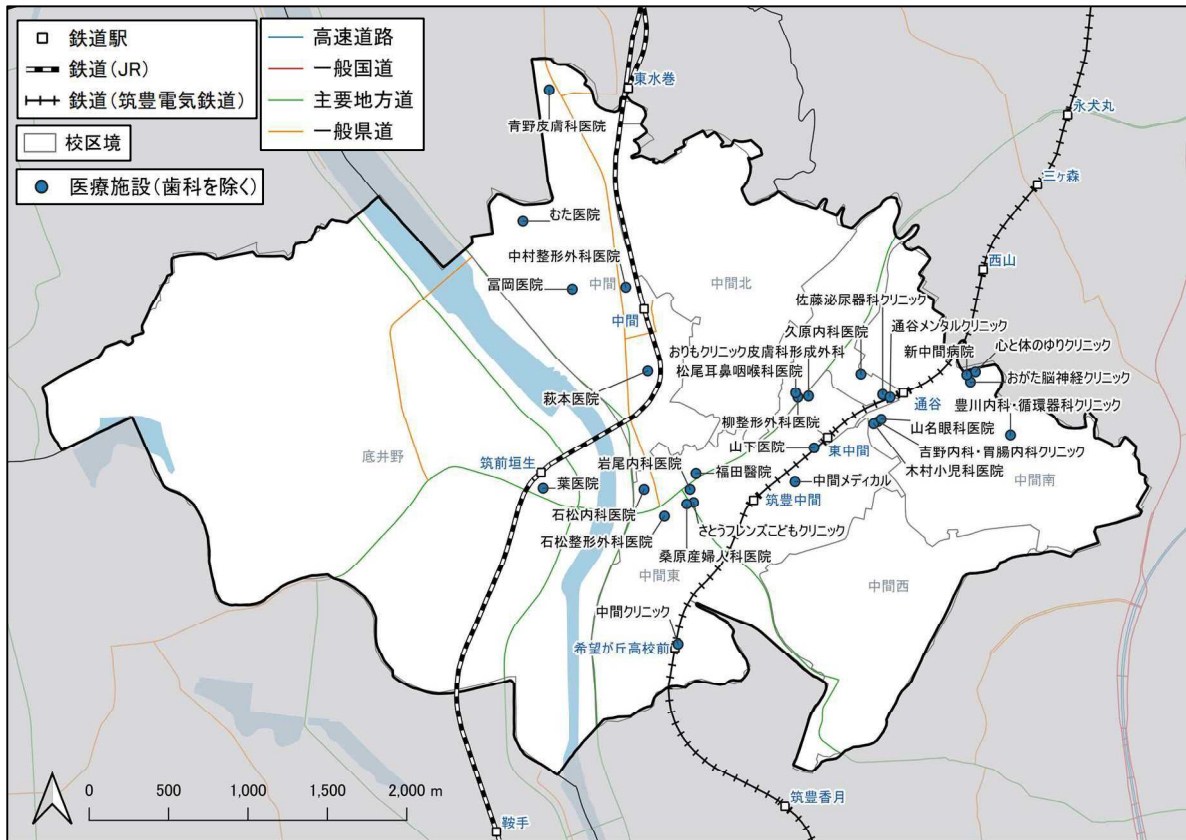 鉄道駅
鉄道(JR)
鉄道(筑豊電気鉄道)
校区境
医療施設(歯科を除く)
高速道路
一般国道
主要地方道
一般県道
東水巻
永犬丸
青野皮膚科医院
三ヶ森
むた医院
中村整形外科医院
西山
冨岡医院
中間
中間北
佐藤泌尿器科クリニック
中間
久原内科医院
通谷メンタルクリニック
新中間病院
心と体のゆりクリニック
おりもクリニック皮膚科形成外科
松尾耳鼻咽喉科医院
おがた脳神経クリニック
萩本医院
通谷
豊川内科・循環器科クリニック
柳整形外科医院
山名眼科医院
山下医院
東中間
吉野内科・胃腸内科クリニック
底井野
岩尾内科医院
筑前垣生
福田醫院
木村小児科医院
葉医院
中間メディカル
中間南
筑豊中間
石松内科医院
さとうフレンズこどもクリニック
石松整形外科医院
桑原産婦人科医院
中間東
中間西
中間クリニック
希望が丘高校前
筑豊香月
鞍手
0 500 1,000 1,500 2,000 m